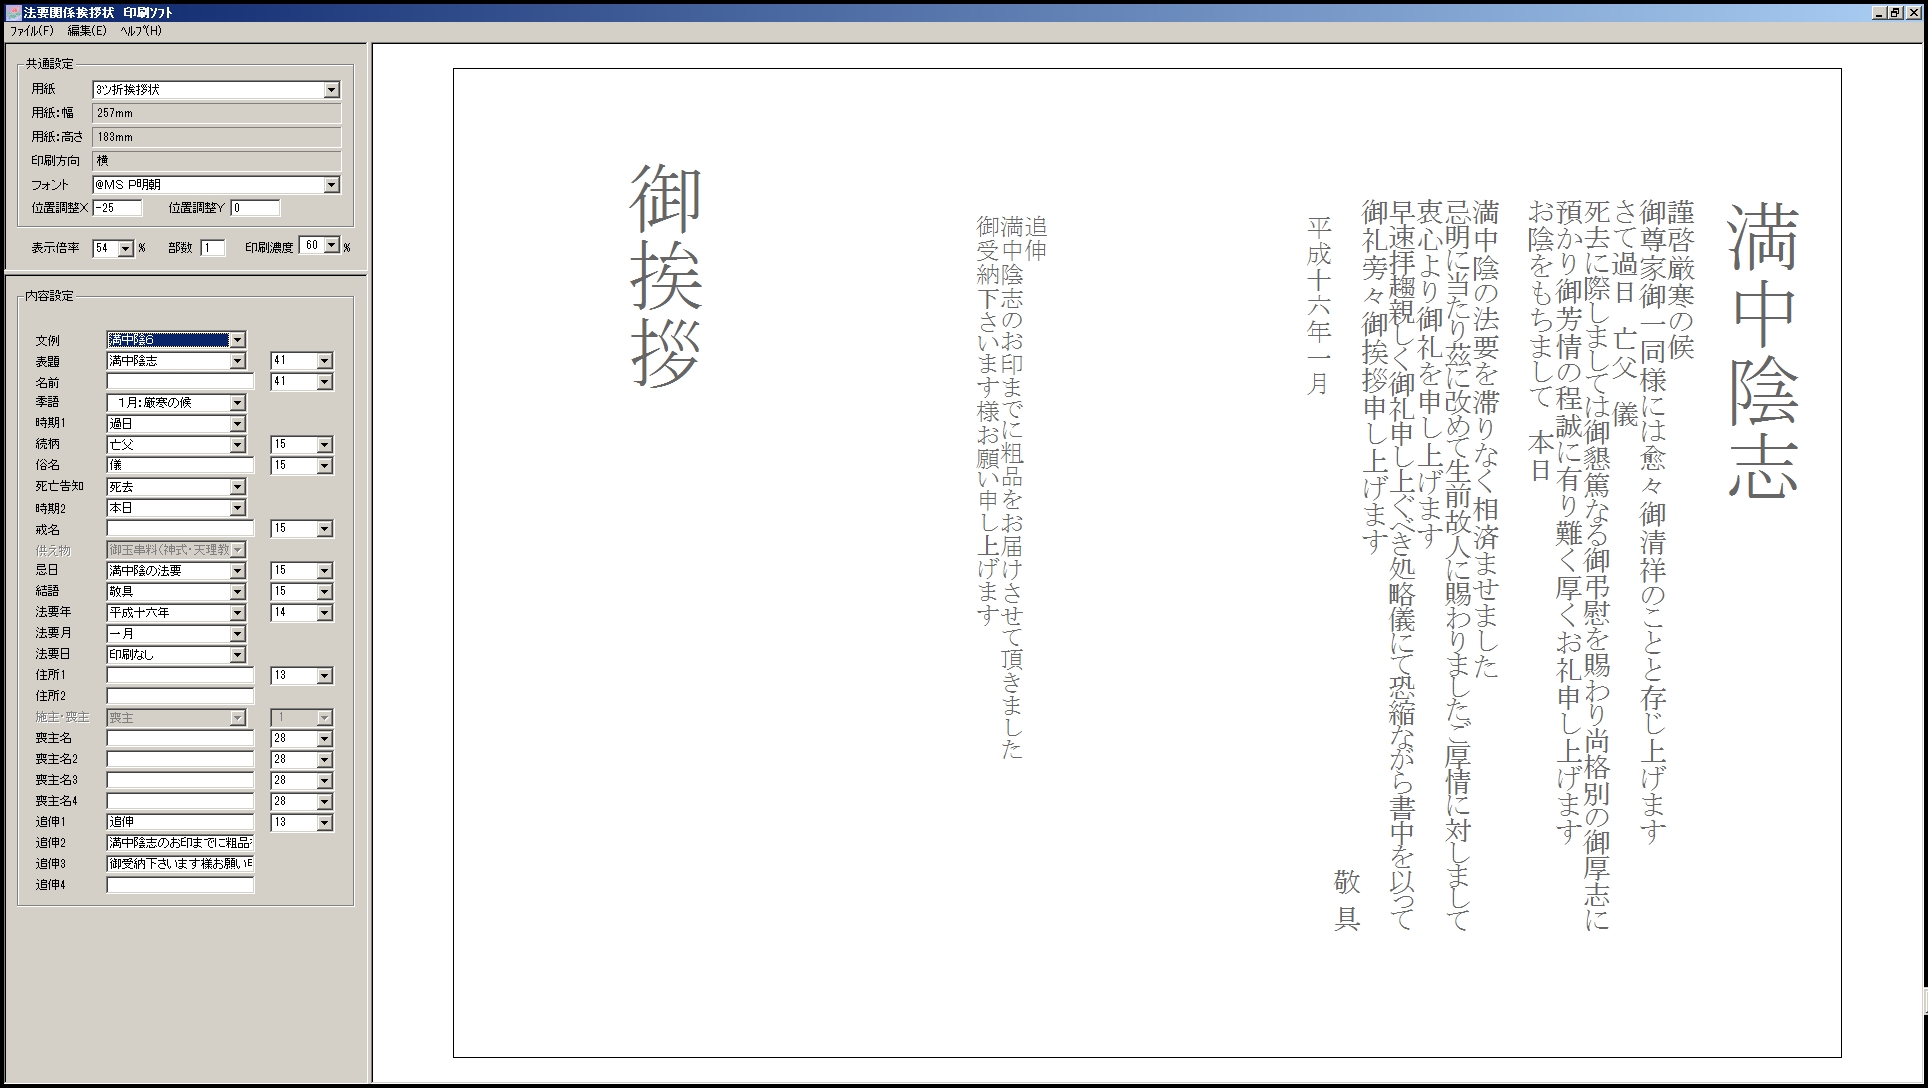 法要関係挨拶状 印刷ソフト
ファイル(F) 編集(E) ヘルプ(H)
共通設定
用紙 3ツ折挨拶状
用紙:幅 257mm
用紙:高さ 183mm
印刷方向 横
フォント @MS P明朝
位置調整X -25 位置調整Y 0
表示倍率 54 % 部数 1 印刷濃度 60 %
内容設定
文例 満中陰6
表題 満中陰志 41
名前 41
季語 1月:厳寒の候
時期1 過日
続柄 亡父 15
俗名 儀 15
死亡告知 死去
時期2 本日
戒名 15
供え物 御玉串料(神式・天理教
忌日 満中陰の法要 15
結語 敬具 15
法要年 平成十六年 14
法要月 一月
法要日 印刷なし
住所1 13
住所2
施主・喪主 喪主 1
喪主名 28
喪主名2 28
喪主名3 28
喪主名4 28
追伸1 追伸 13
追伸2 満中陰志のお印までに粗品
追伸3 御受納下さいます様お願い
追伸4
満中陰志
謹啓厳寒の候
御尊家御一同様には愈々御清祥のことと存じ上げます
さて過日 亡父 儀
死去に際しましては御懇篤なる御弔慰を賜わり尚格別の御厚志に
預かり御芳情の程誠に有り難く厚くお礼申し上げます
お陰をもちまして 本日
満中陰の法要を滞りなく相済ませました
忌明に当たり茲に改めて生前故人に賜わりましたご厚情に対しまして
衷心より御礼を申し上げます
早速拝趨親しく御礼申し上ぐべき処略儀にて恐縮ながら書中を以って
御礼旁々御挨拶申し上げます
敬具
平成十六年一月
追伸
満中陰志のお印までに粗品をお届けさせて頂きました
御受納下さいます様お願い申し上げます
御挨拶